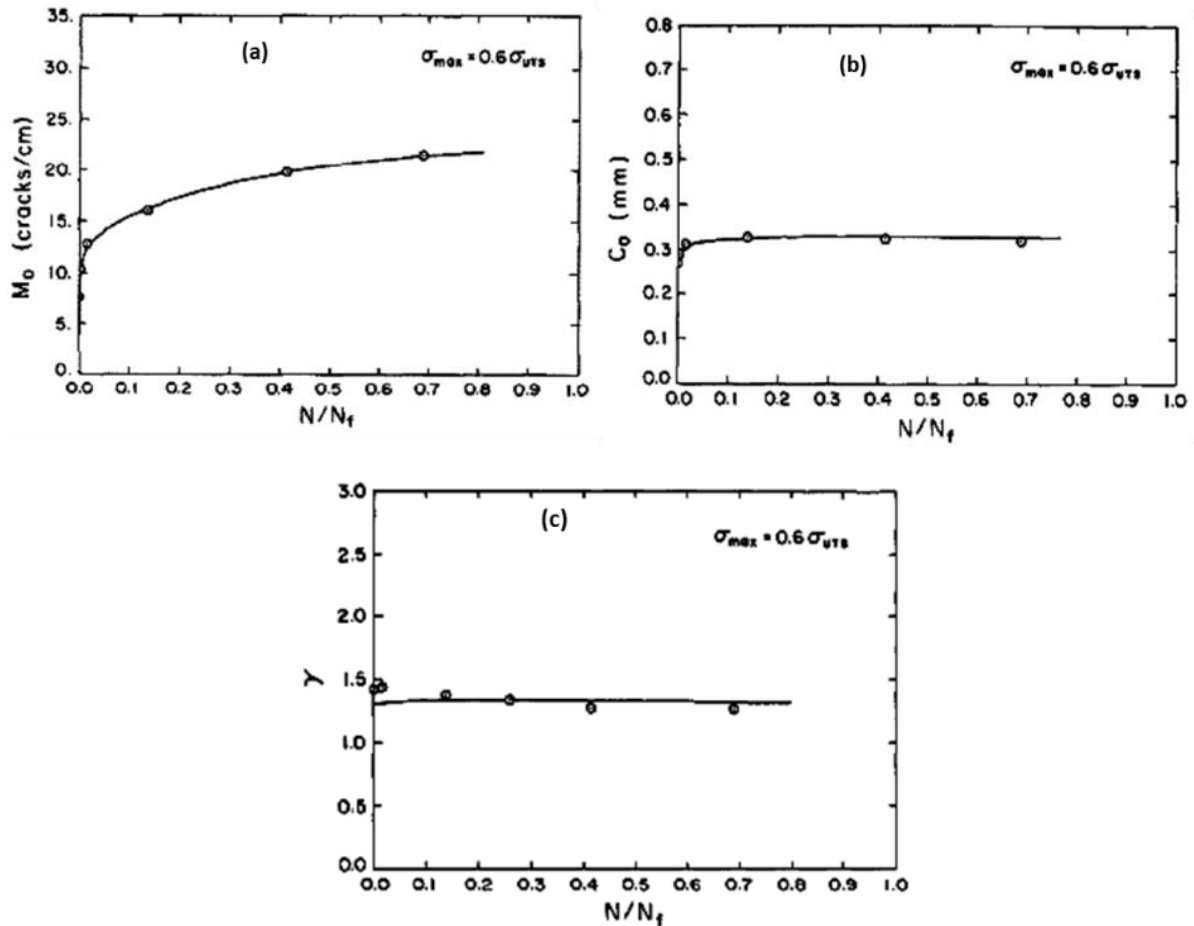 (a)
σmax = 0.6 σUTS
M₀ (cracks/cm)
35.
30.
25.
20.
15.
10.
5.
0.
0.0 0.1 0.2 0.3 0.4 0.5 0.6 0.7 0.8 0.9 1.0
N/Nf
(b)
σmax = 0.6 σUTS
C₀ (mm)
0.8
0.7
0.6
0.5
0.4
0.3
0.2
0.1
0.0
0.0 0.1 0.2 0.3 0.4 0.5 0.6 0.7 0.8 0.9 1.0
N/Nf
(c)
σmax = 0.6 σUTS
γ
3.0
2.5
2.0
1.5
1.0
0.5
0.0
0.0 0.1 0.2 0.3 0.4 0.5 0.6 0.7 0.8 0.9 1.0
N/Nf